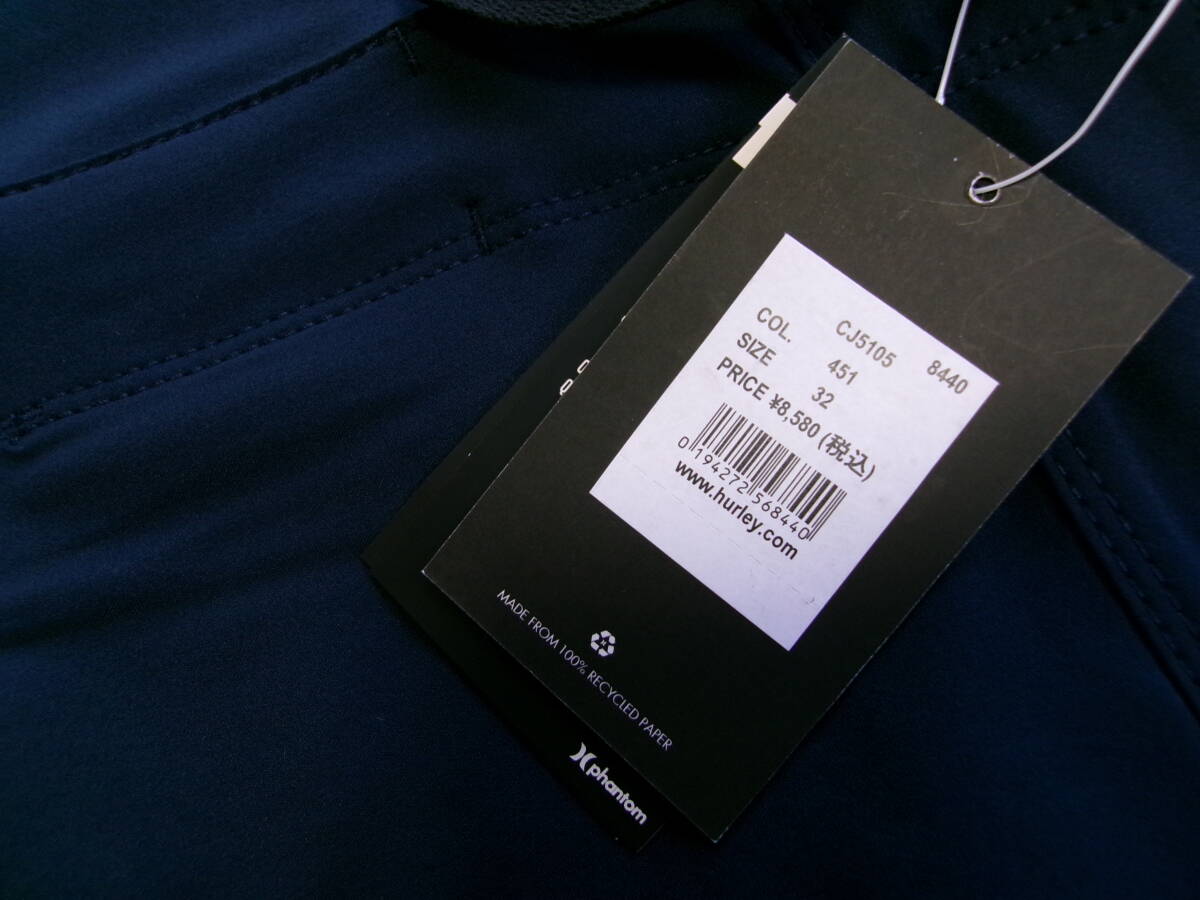 CJ5105 8440
COL. 451
SIZE 32
PRICE ¥8,580 (税込)
0 194272 568440
www.hurley.com
MADE FROM 100% RECYCLED PAPER
phantom